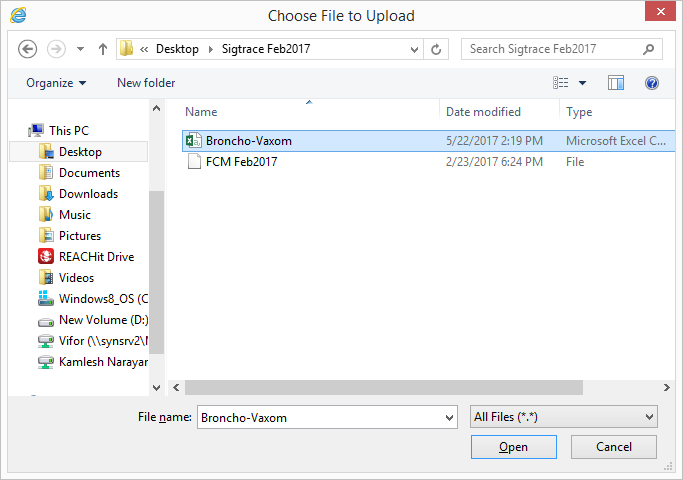 Choose File to Upload
« Desktop Sigtrace Feb2017
Search Sigtrace Feb2017
Organize
New folder
Name Date modified Type
This PC
Desktop
Documents
Downloads
Music
Pictures
REACHit Drive
Videos
Windows8_OS (C
New Volume (D:)
Vifor (\\synsrv2\
Kamlesh Narayar
Broncho-Vaxom 5/22/2017 2:19 PM Microsoft Excel C...
FCM Feb2017 2/23/2017 6:24 PM File
File name: Broncho-Vaxom
All Files (*.*)
Open Cancel